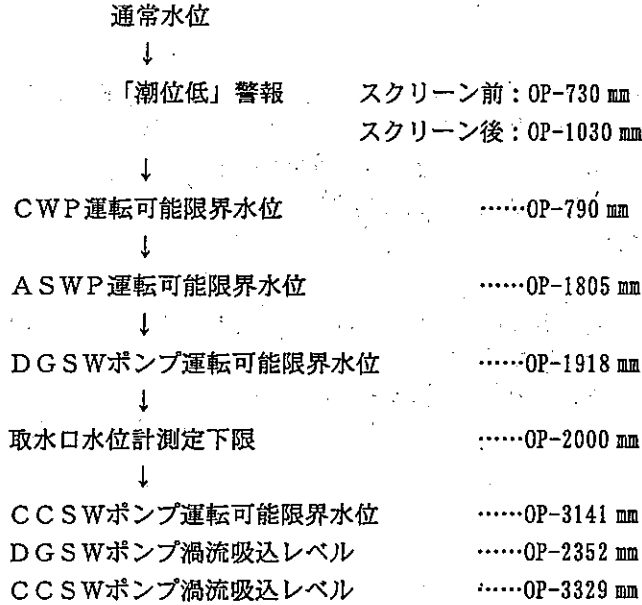 通常水位
↓
「潮位低」警報　スクリーン前：OP-730 mm
スクリーン後：OP-1030 mm
↓
ＣＷＰ運転可能限界水位　……OP-790 mm
↓
ＡＳＷＰ運転可能限界水位　……OP-1805 mm
↓
ＤＧＳＷポンプ運転可能限界水位　……OP-1918 mm
↓
取水口水位計測定下限　……OP-2000 mm
↓
ＣＣＳＷポンプ運転可能限界水位　……OP-3141 mm
ＤＧＳＷポンプ渦流吸込レベル　……OP-2352 mm
ＣＣＳＷポンプ渦流吸込レベル　……OP-3329 mm